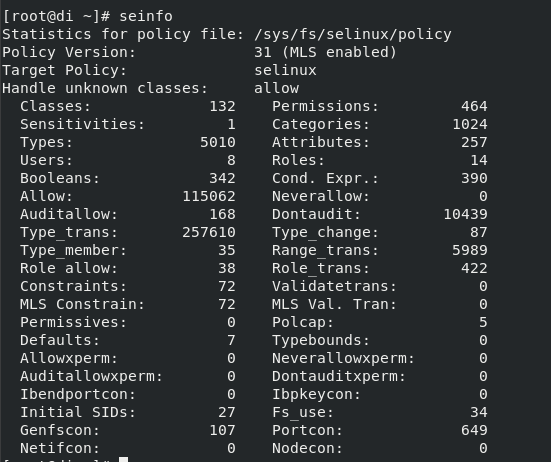 [root@di ~]# seinfo
Statistics for policy file: /sys/fs/selinux/policy
Policy Version:             31 (MLS enabled)
Target Policy:              selinux
Handle unknown classes:     allow
  Classes:             132    Permissions:         464
  Sensitivities:         1    Categories:         1024
  Types:              5010    Attributes:          257
  Users:                 8    Roles:                14
  Booleans:            342    Cond. Expr.:         390
  Allow:            115062    Neverallow:            0
  Auditallow:          168    Dontaudit:         10439
  Type_trans:       257610    Type_change:          87
  Type_member:          35    Range_trans:        5989
  Role allow:           38    Role_trans:          422
  Constraints:          72    Validatetrans:         0
  MLS Constrain:        72    MLS Val. Tran:         0
  Permissives:           0    Polcap:                5
  Defaults:              7    Typebounds:            0
  Allowxperm:            0    Neverallowxperm:       0
  Auditallowxperm:       0    Dontauditxperm:        0
  Ibendportcon:          0    Ibpkeycon:             0
  Initial SIDs:         27    Fs_use:               34
  Genfscon:            107    Portcon:             649
  Netifcon:              0    Nodecon:               0
[root@di ~]#